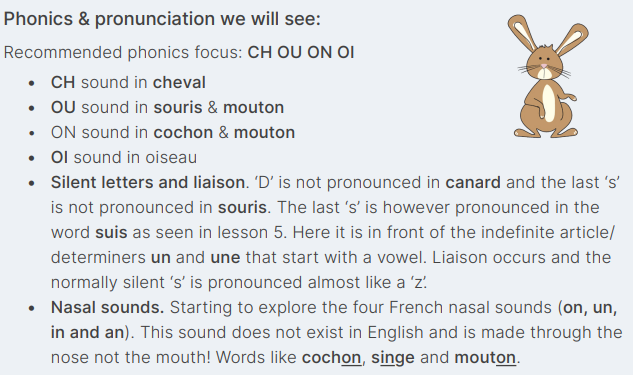 Phonics & pronunciation we will see:
Recommended phonics focus: CH OU ON OI
• CH sound in cheval
• OU sound in souris & mouton
• ON sound in cochon & mouton
• OI sound in oiseau
• Silent letters and liaison. ‘D’ is not pronounced in canard and the last ‘s’
is not pronounced in souris. The last ‘s’ is however pronounced in the
word suis as seen in lesson 5. Here it is in front of the indefinite article/
determiners un and une that start with a vowel. Liaison occurs and the
normally silent ‘s’ is pronounced almost like a ‘z’.
• Nasal sounds. Starting to explore the four French nasal sounds (on, un,
in and an). This sound does not exist in English and is made through the
nose not the mouth! Words like cochon, singe and mouton.